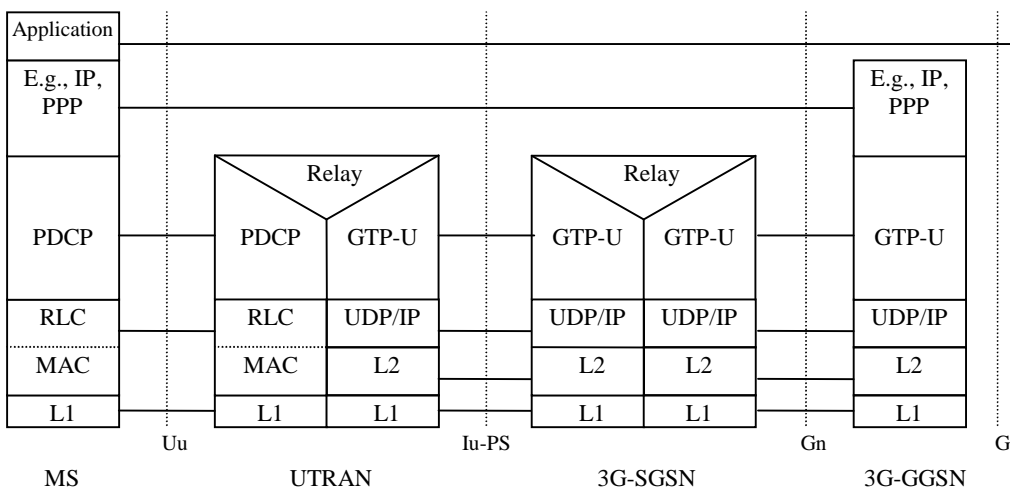 Application
E.g., IP,
PPP
E.g., IP,
PPP
Relay
Relay
PDCP
PDCP
GTP-U
GTP-U
GTP-U
GTP-U
RLC
RLC
UDP/IP
UDP/IP
UDP/IP
UDP/IP
MAC
MAC
L2
L2
L2
L2
L1
L1
L1
L1
L1
L1
Uu
Iu-PS
Gn
G
MS
UTRAN
3G-SGSN
3G-GGSN